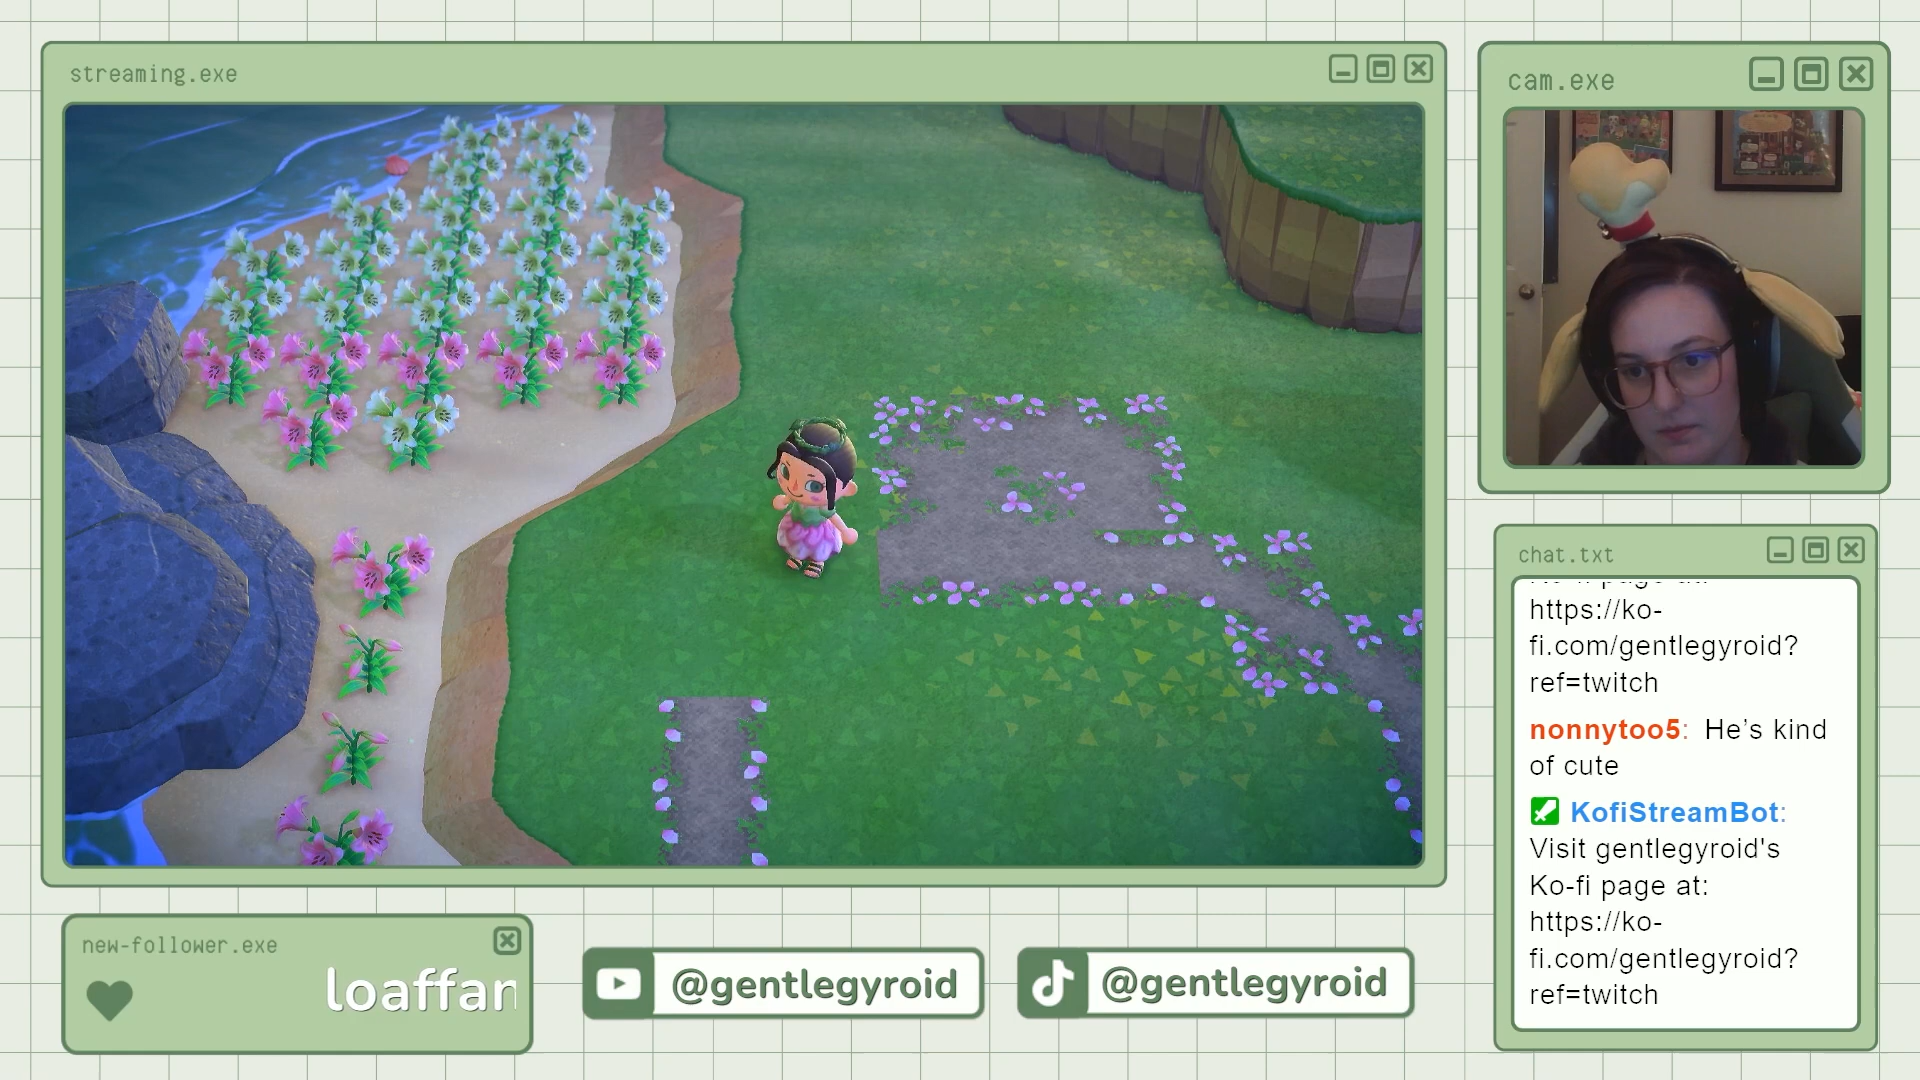 streaming.exe
cam.exe
chat.txt
https://ko-
fi.com/gentlegyroid?
ref=twitch
nonnytoo5: He's kind
of cute
KofiStreamBot:
Visit gentlegyroid's
Ko-fi page at:
https://ko-
fi.com/gentlegyroid?
ref=twitch
new-follower.exe
loaffan
@gentlegyroid
@gentlegyroid